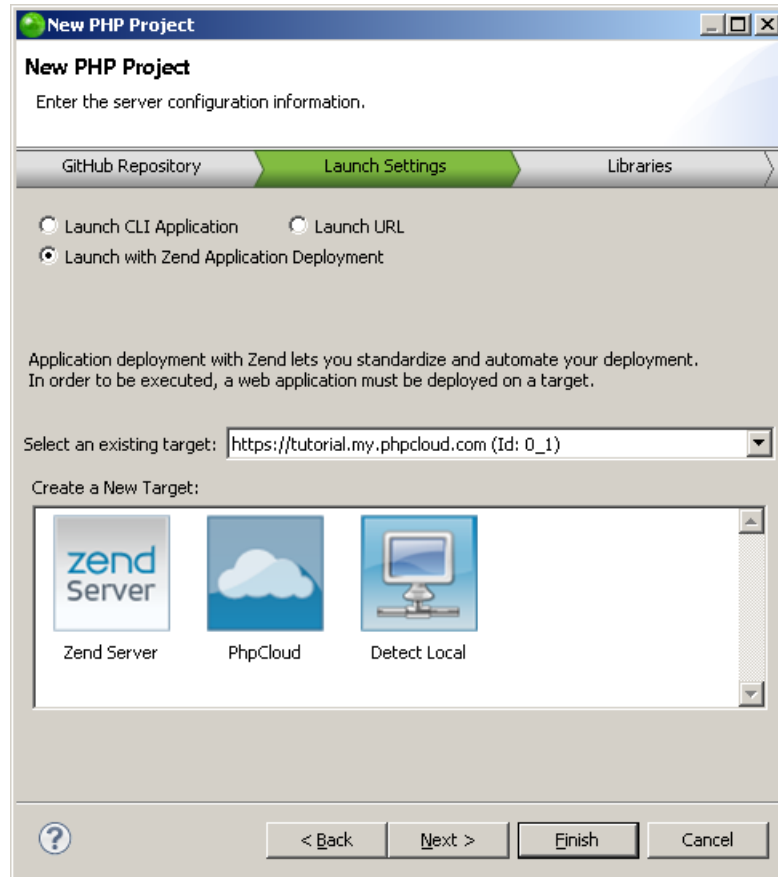 New PHP Project
New PHP Project
Enter the server configuration information.
GitHub Repository Launch Settings Libraries
Launch CLI Application Launch URL
Launch with Zend Application Deployment
Application deployment with Zend lets you standardize and automate your deployment.
In order to be executed, a web application must be deployed on a target.
Select an existing target: https://tutorial.my.phpcloud.com (Id: 0_1)
Create a New Target:
zend
Server
Zend Server PhpCloud Detect Local
? < Back Next > Finish Cancel